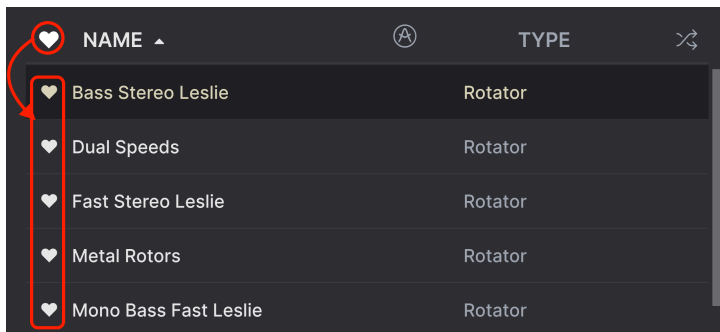 NAME TYPE
Bass Stereo Leslie Rotator
Dual Speeds Rotator
Fast Stereo Leslie Rotator
Metal Rotors Rotator
Mono Bass Fast Leslie Rotator